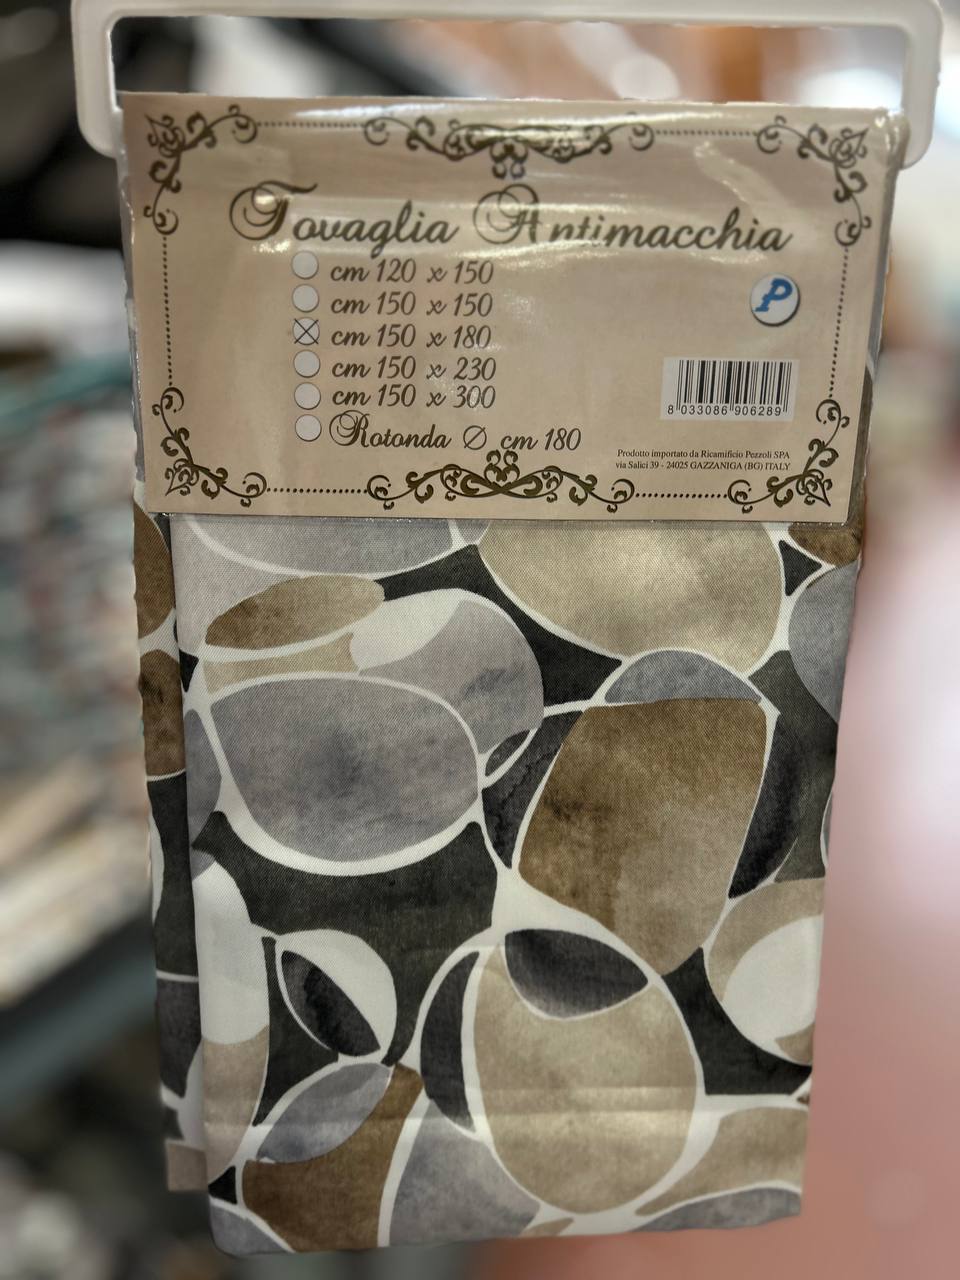 Tovaglia Antimacchia
cm 120 x 150
cm 150 x 150
cm 150 x 180
cm 150 x 230
cm 150 x 300
Rotonda Ø cm 180
P
8 033086 906289
Prodotto importato da Ricamificio Pezzoli SPA
via Salici 39 - 24025 GAZZANIGA (BG) ITALY